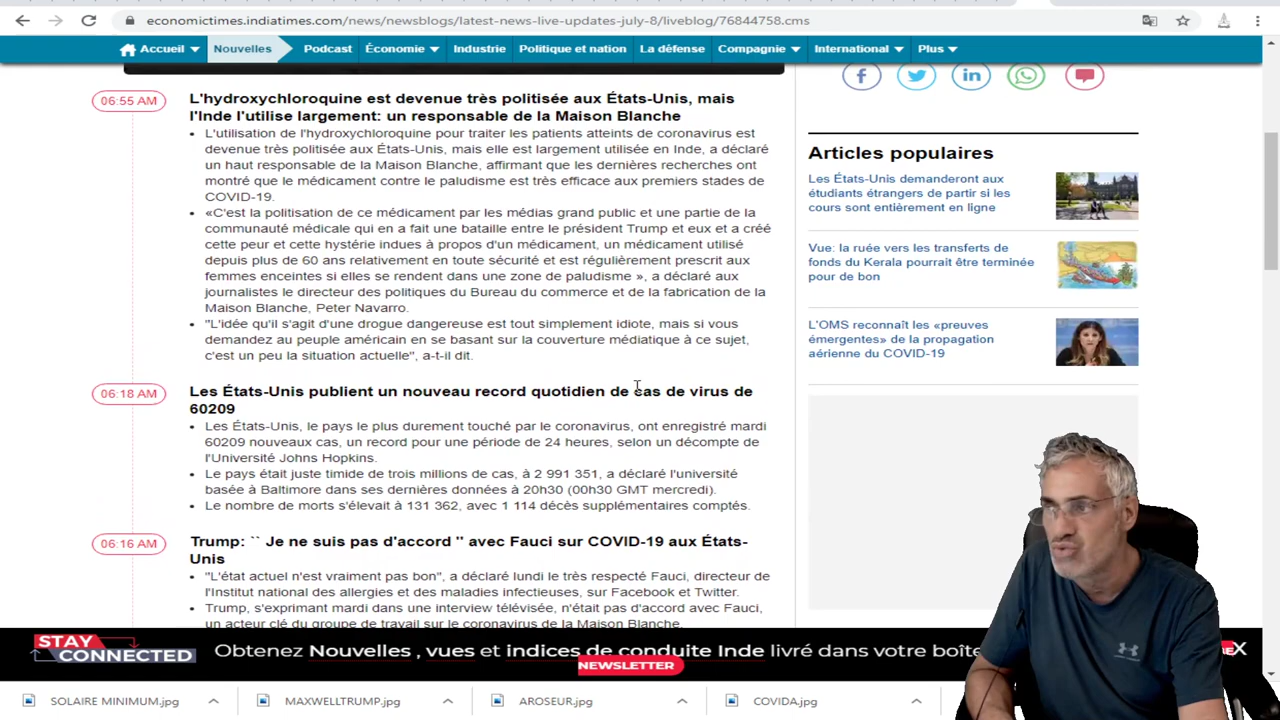 economictimes.indiatimes.com/news/newsblogs/latest-news-live-updates-july-8/liveblog/76844758.cms
Accueil Nouvelles Podcast Économie Industrie Politique et nation La défense Compagnie International Plus
06:55 AM
L'hydroxychloroquine est devenue très politisée aux États-Unis, mais
l'Inde l'utilise largement: un responsable de la Maison Blanche
• L'utilisation de l'hydroxychloroquine pour traiter les patients atteints de coronavirus est
devenue très politisée aux États-Unis, mais elle est largement utilisée en Inde, a déclaré
un haut responsable de la Maison Blanche, affirmant que les dernières recherches ont
montré que le médicament contre le paludisme est très efficace aux premiers stades de
COVID-19.
• «C'est la politisation de ce médicament par les médias grand public et une partie de la
communauté médicale qui en a fait une bataille entre le président Trump et eux et a créé
cette peur et cette hystérie indues à propos d'un médicament, un médicament utilisé
depuis plus de 60 ans relativement en toute sécurité et est régulièrement prescrit aux
femmes enceintes si elles se rendent dans une zone de paludisme », a déclaré aux
journalistes le directeur des politiques du Bureau du commerce et de la fabrication de la
Maison Blanche, Peter Navarro.
• "L'idée qu'il s'agit d'une drogue dangereuse est tout simplement idiote, mais si vous
demandez au peuple américain en se basant sur la couverture médiatique à ce sujet,
c'est un peu la situation actuelle", a-t-il dit.
06:18 AM
Les États-Unis publient un nouveau record quotidien de cas de virus de
60209
• Les États-Unis, le pays le plus durement touché par le coronavirus, ont enregistré mardi
60209 nouveaux cas, un record pour une période de 24 heures, selon un décompte de
l'Université Johns Hopkins.
• Le pays était juste timide de trois millions de cas, à 2 991 351, a déclaré l'université
basée à Baltimore dans ses dernières données à 20h30 (00h30 GMT mercredi).
• Le nombre de morts s'élevait à 131 362, avec 1 114 décès supplémentaires comptés.
06:16 AM
Trump: `` Je ne suis pas d'accord '' avec Fauci sur COVID-19 aux États-
Unis
• "L'état actuel n'est vraiment pas bon", a déclaré lundi le très respecté Fauci, directeur de
l'Institut national des allergies et des maladies infectieuses, sur Facebook et Twitter.
• Trump, s'exprimant mardi dans une interview télévisée, n'était pas d'accord avec Fauci,
un acteur clé du groupe de travail sur le coronavirus de la Maison Blanche.
Articles populaires
Les États-Unis demanderont aux
étudiants étrangers de partir si les
cours sont entièrement en ligne
Vue: la ruée vers les transferts de
fonds du Kerala pourrait être terminée
pour de bon
L'OMS reconnaît les «preuves
émergentes» de la propagation
aérienne du COVID-19
STAY
CONNECTED
Obtenez Nouvelles , vues et indices de conduite Inde livré dans votre boîte
NEWSLETTER
X
SOLAIRE MINIMUM.jpg MAXWELLTRUMP.jpg AROSEUR.jpg COVIDA.jpg